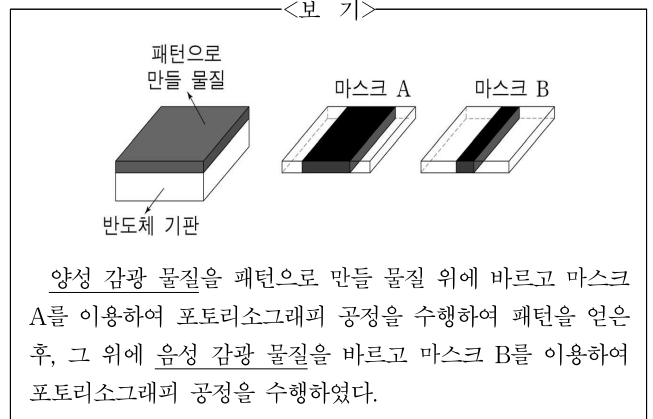 <보 기>
패턴으로
만들 물질
마스크 A
마스크 B
반도체 기판
양성 감광 물질을 패턴으로 만들 물질 위에 바르고 마스크
A를 이용하여 포토리소그래피 공정을 수행하여 패턴을 얻은
후, 그 위에 음성 감광 물질을 바르고 마스크 B를 이용하여
포토리소그래피 공정을 수행하였다.